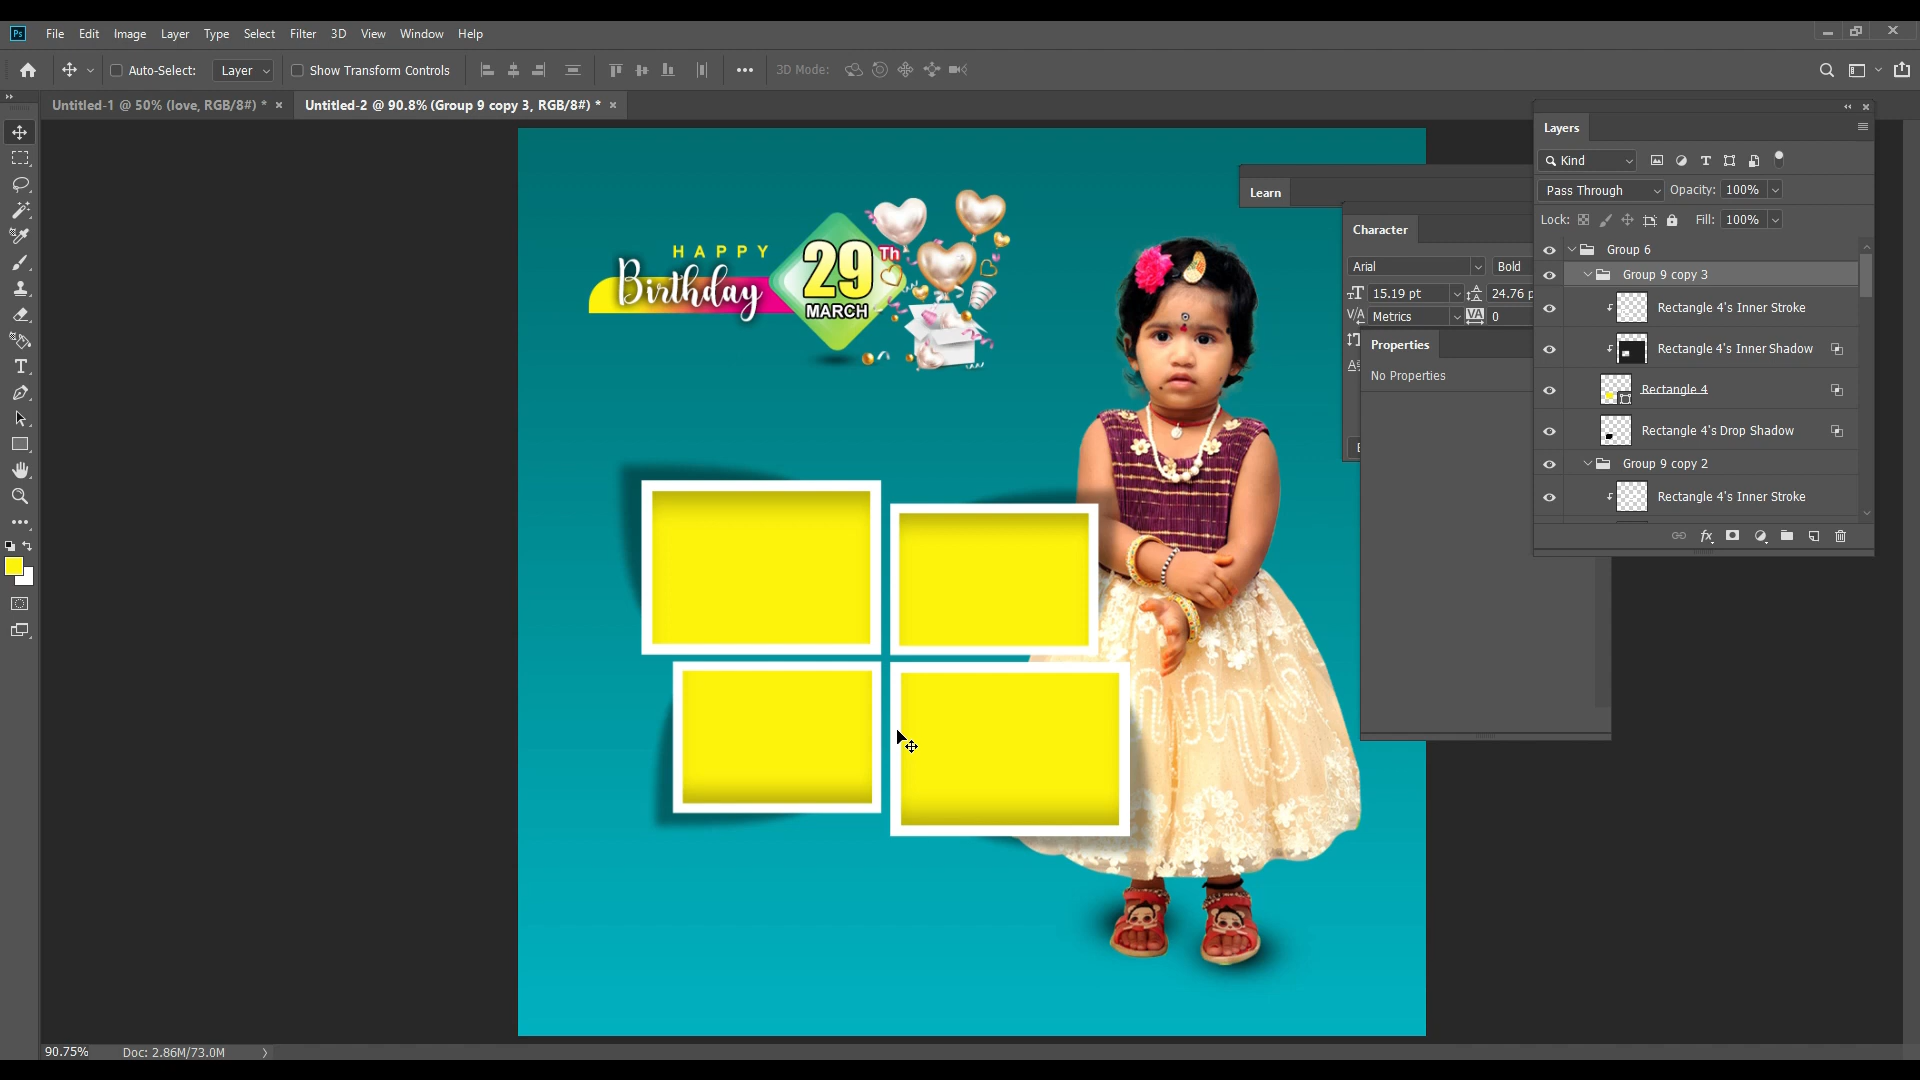 Ps File Edit Image Layer Type Select Filter 3D View Window Help
Auto-Select: Layer Show Transform Controls 3D Mode:
Untitled-1 @ 50% (love, RGB/8#) * × Untitled-2 @ 90.8% (Group 9 copy 3, RGB/8#) * ×
HAPPY
Birthday
29
Th
MARCH
Learn
Character
Arial Bold
15.19 pt 24.76 p
Metrics 0
Properties
No Properties
Layers
Kind
Pass Through Opacity: 100%
Lock: Fill: 100%
Group 6
Group 9 copy 3
Rectangle 4's Inner Stroke
Rectangle 4's Inner Shadow
Rectangle 4
Rectangle 4's Drop Shadow
Group 9 copy 2
Rectangle 4's Inner Stroke
fx
90.75% Doc: 2.86M/73.0M